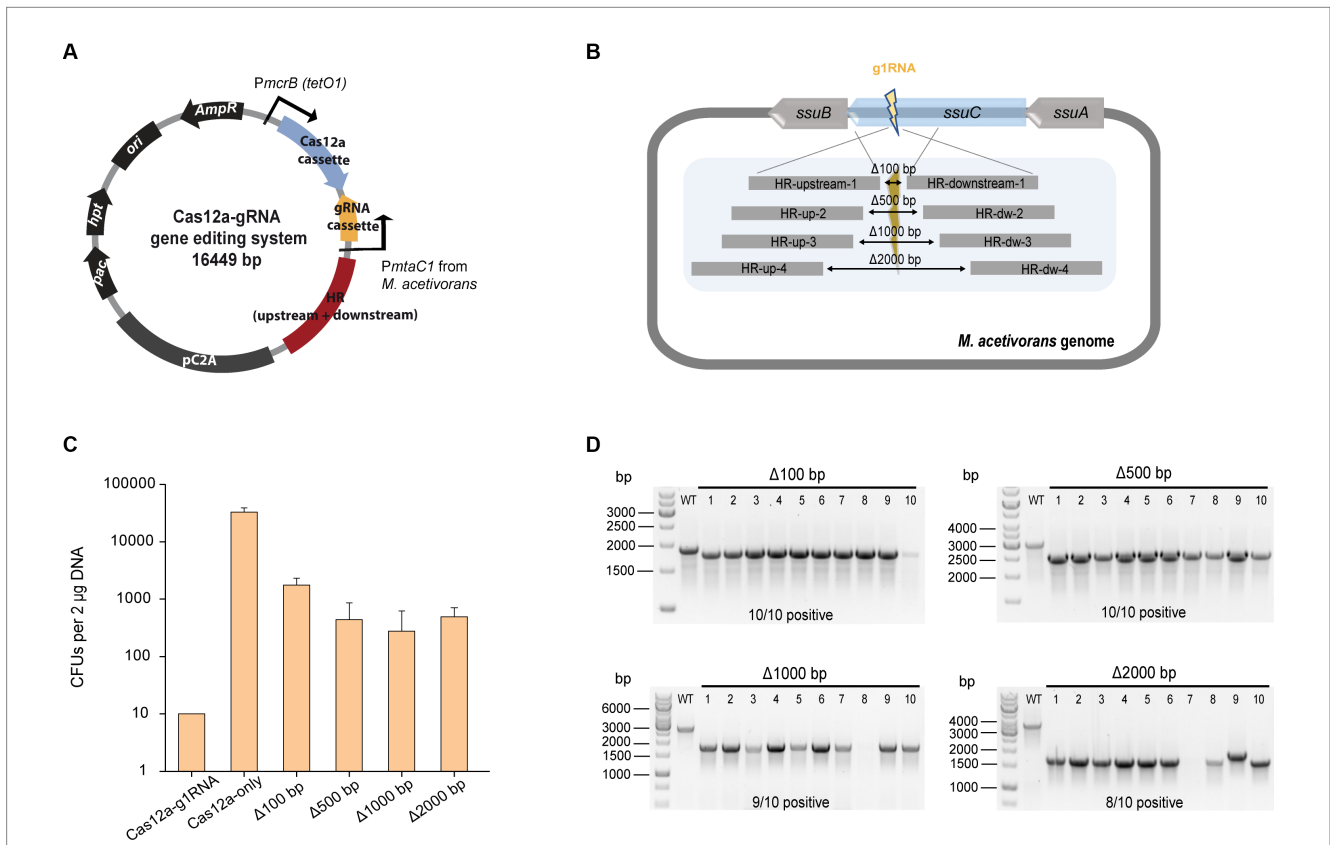 A
PmcrB (tetO1)
AmpR
ori
hpt
pac
pC2A
Cas12a
cassette
gRNA
cassette
Cas12a-gRNA
gene editing system
16449 bp
PmtaC1 from
M. acetivorans
HR
(upstream + downstream)
B
g1RNA
ssuB
ssuC
ssuA
Δ100 bp
HR-upstream-1
HR-downstream-1
Δ500 bp
HR-up-2
HR-dw-2
Δ1000 bp
HR-up-3
HR-dw-3
Δ2000 bp
HR-up-4
HR-dw-4
M. acetivorans genome
C
CFUs per 2 µg DNA
100000
10000
1000
100
10
1
Cas12a-g1RNA
Cas12a-only
Δ100 bp
Δ500 bp
Δ1000 bp
Δ2000 bp
D
bp
Δ100 bp
WT 1 2 3 4 5 6 7 8 9 10
3000
2500
2000
1500
10/10 positive
bp
Δ500 bp
WT 1 2 3 4 5 6 7 8 9 10
4000
3000
2500
2000
10/10 positive
bp
Δ1000 bp
WT 1 2 3 4 5 6 7 8 9 10
6000
3000
2000
1500
1000
9/10 positive
bp
Δ2000 bp
WT 1 2 3 4 5 6 7 8 9 10
4000
3000
2000
1500
1000
8/10 positive